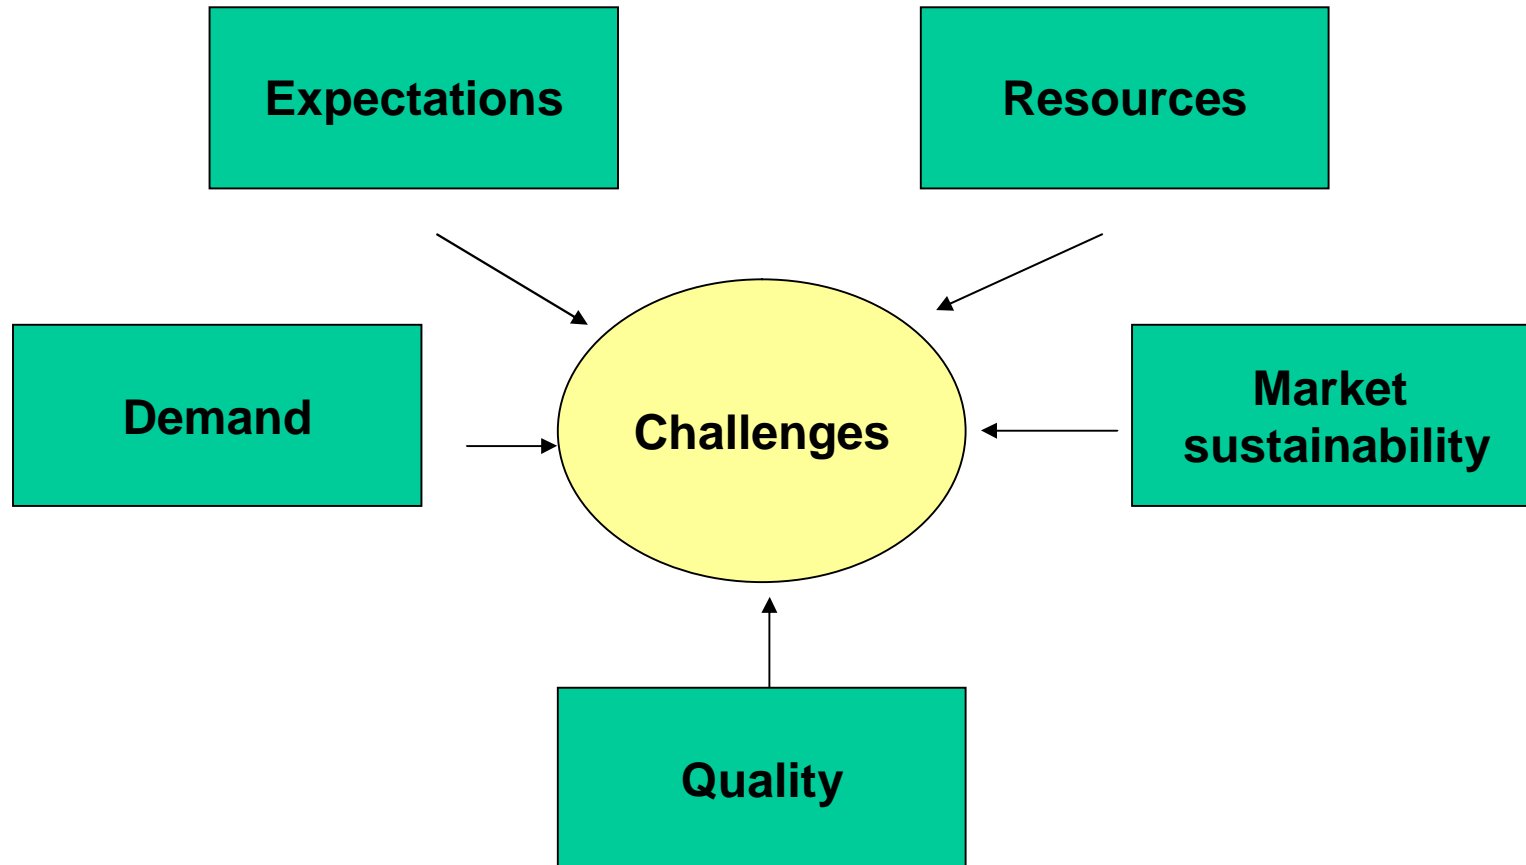 Expectations
Resources
Demand
Challenges
Market
sustainability
Quality